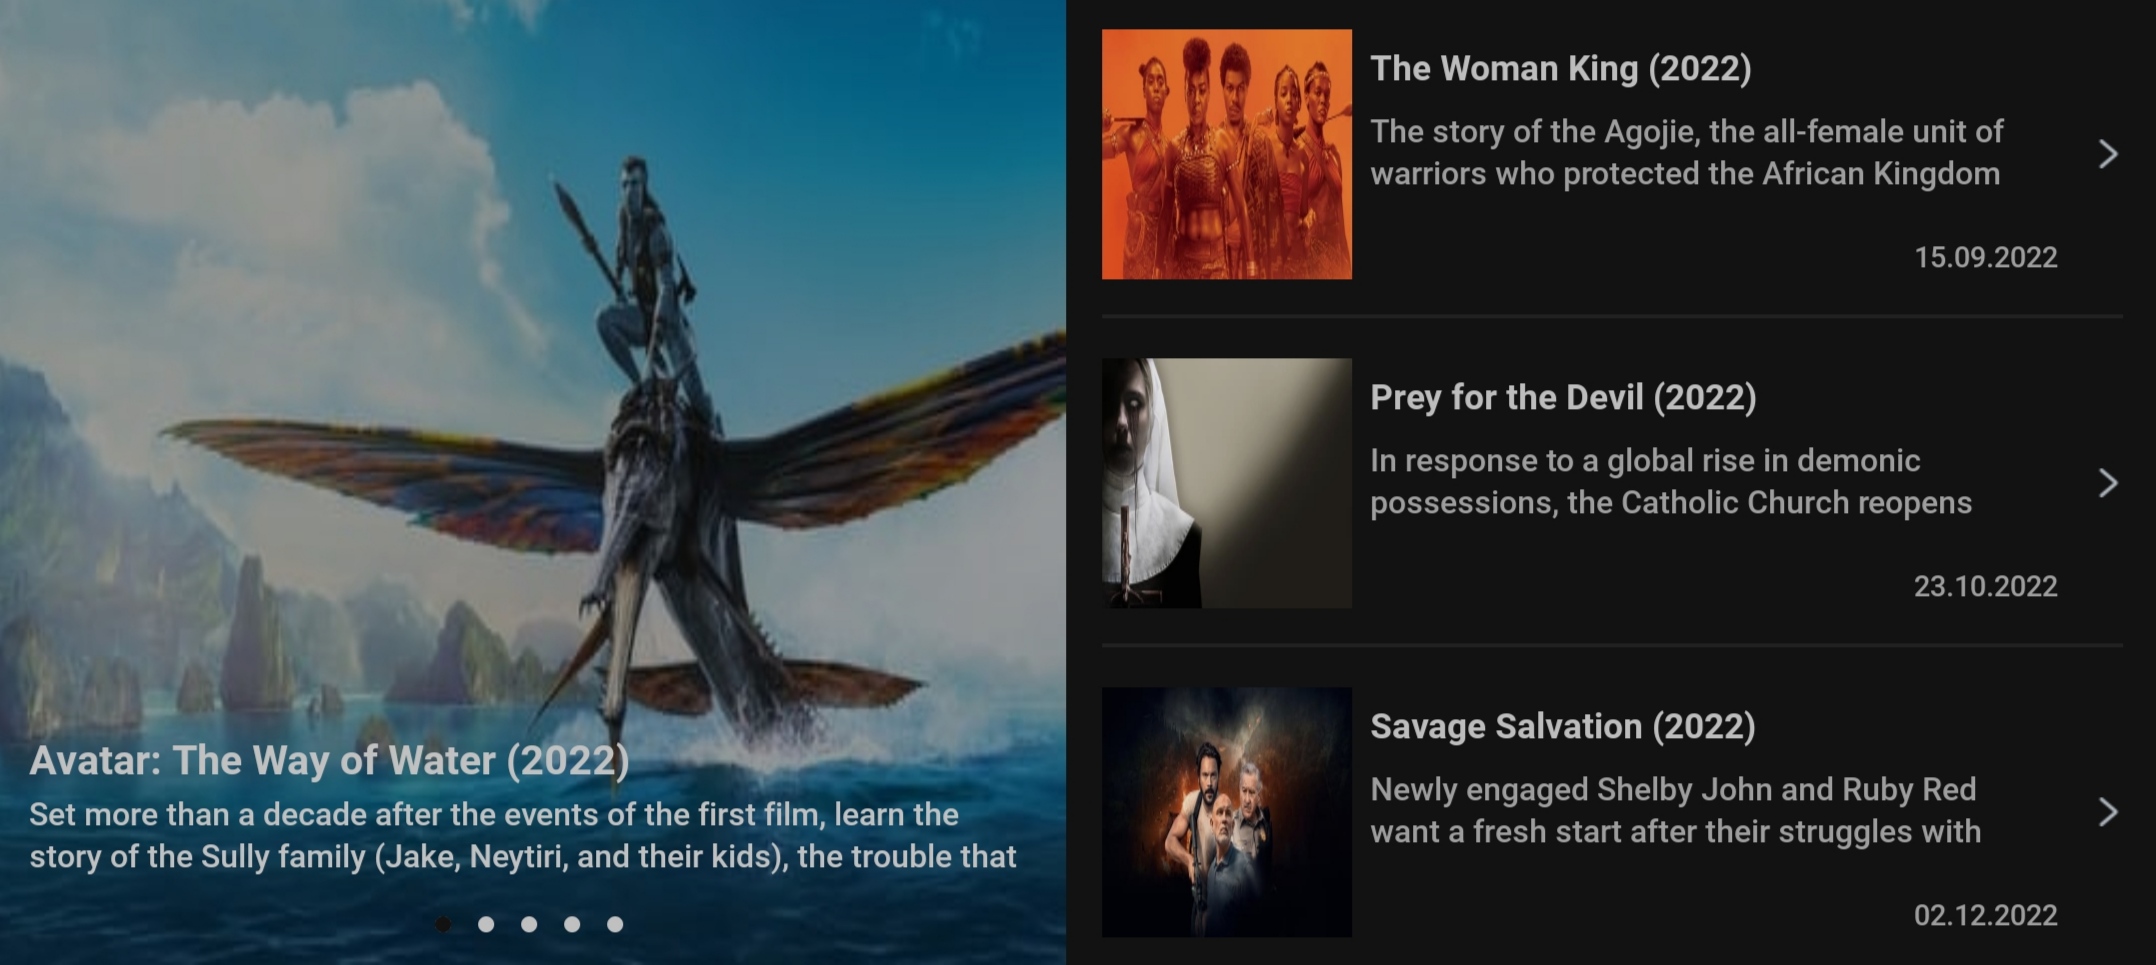 Avatar: The Way of Water (2022)
Set more than a decade after the events of the first film, learn the
story of the Sully family (Jake, Neytiri, and their kids), the trouble that
The Woman King (2022)
The story of the Agojie, the all-female unit of
warriors who protected the African Kingdom
15.09.2022
Prey for the Devil (2022)
In response to a global rise in demonic
possessions, the Catholic Church reopens
23.10.2022
Savage Salvation (2022)
Newly engaged Shelby John and Ruby Red
want a fresh start after their struggles with
02.12.2022